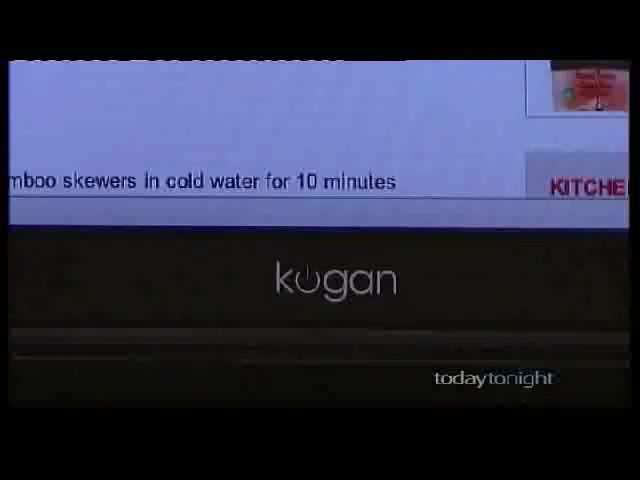 mboo skewers in cold water for 10 minutes
KITCHE
kogan
todaytonight